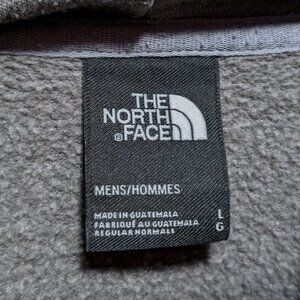 THE
NORTH
® FACE
MENS/HOMMES
MADE IN GUATEMALA
FABRIQUÉ AU GUATEMALA
REGULAR NORMALE
L
G